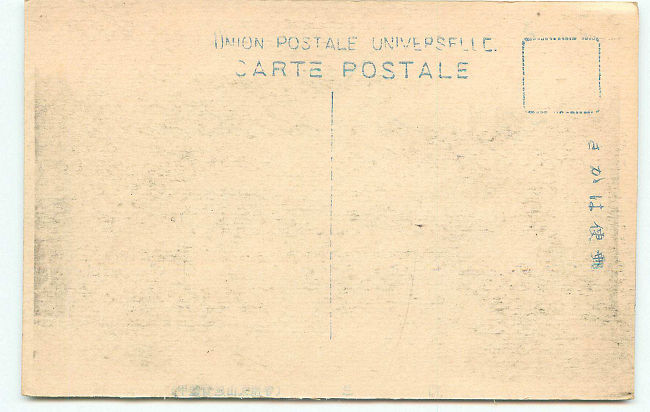 UNION POSTALE UNIVERSELLE.
CARTE POSTALE
きがは便郵